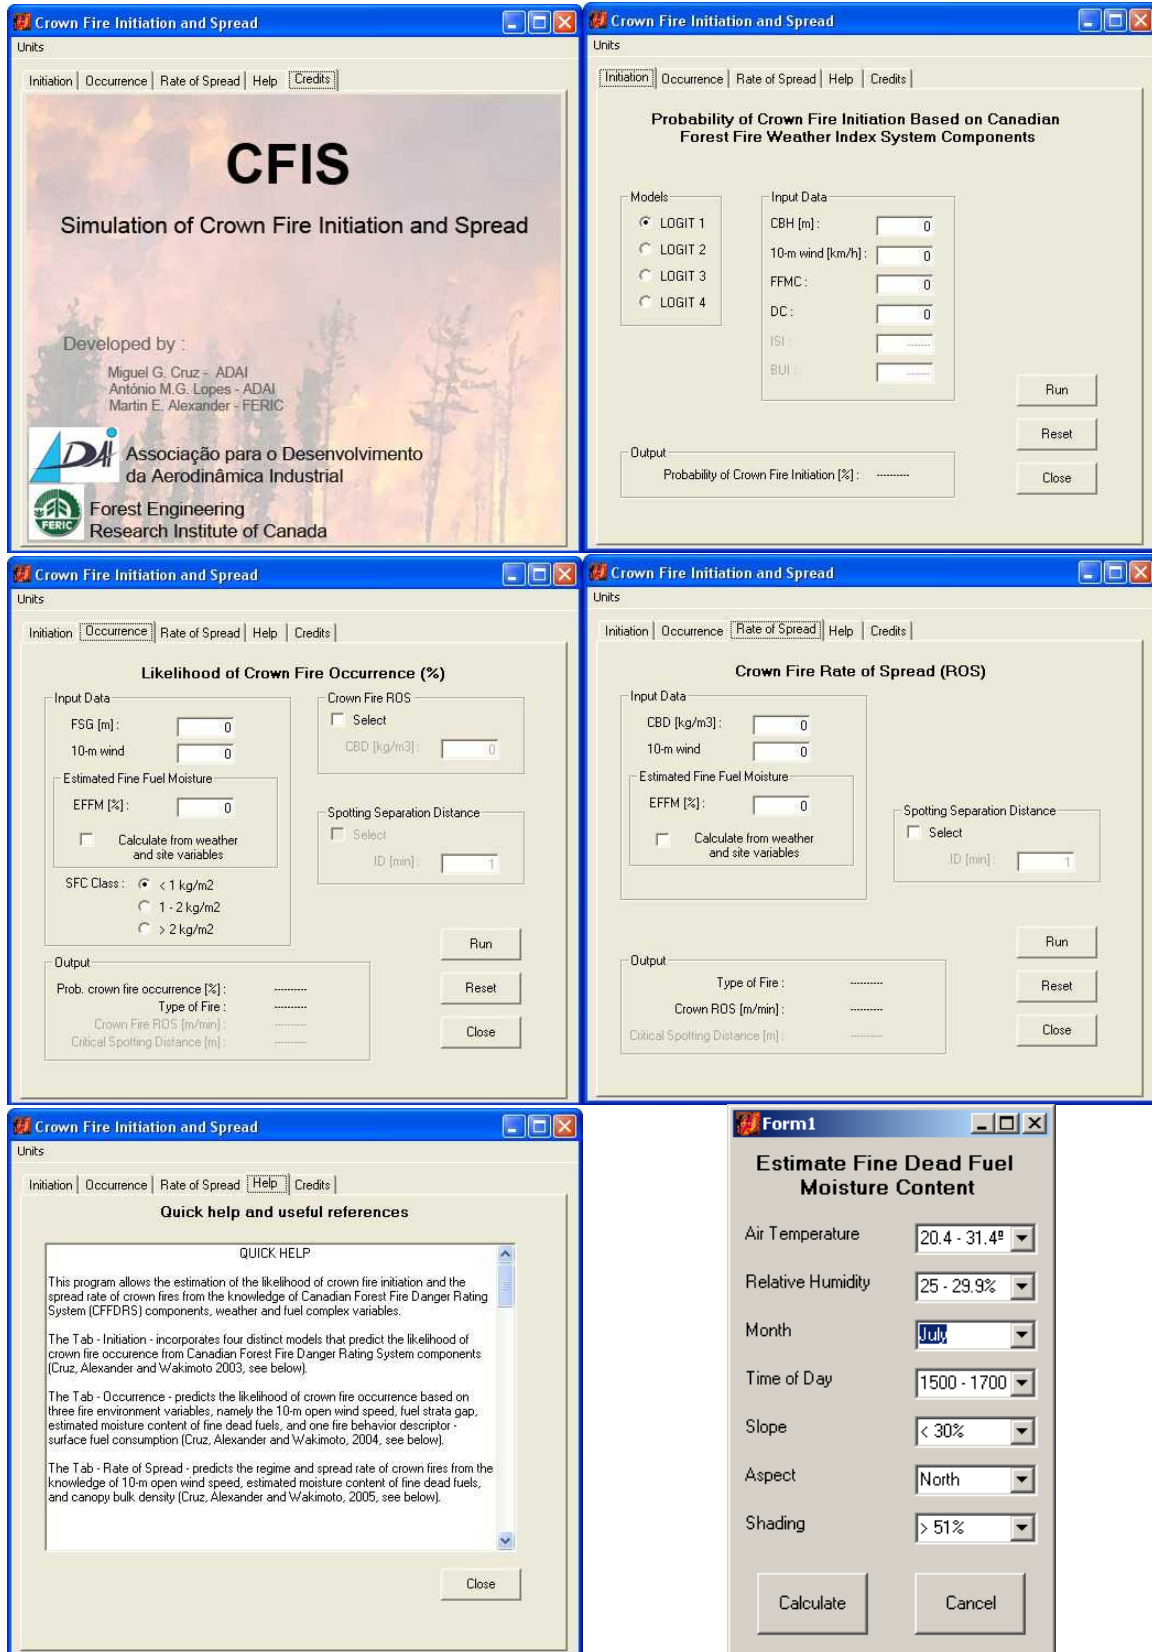 Crown Fire Initiation and Spread
Units
Initiation Occurrence Rate of Spread Help Credits
CFIS
Simulation of Crown Fire Initiation and Spread
Developed by :
Miguel G. Cruz - ADAI
António M.G. Lopes - ADAI
Martin E. Alexander - FERIC
ADAI
Associação para o Desenvolvimento
da Aerodinâmica Industrial
FERIC
Forest Engineering
Research Institute of Canada
Crown Fire Initiation and Spread
Units
Initiation Occurrence Rate of Spread Help Credits
Probability of Crown Fire Initiation Based on Canadian
Forest Fire Weather Index System Components
Models
LOGIT 1
LOGIT 2
LOGIT 3
LOGIT 4
Input Data
CBH [m] : 0
10-m wind [km/h] : 0
FFMC : 0
DC : 0
ISI : -------
BUI : -------
Run
Reset
Close
Output
Probability of Crown Fire Initiation [%] : ----------
Crown Fire Initiation and Spread
Units
Initiation Occurrence Rate of Spread Help Credits
Likelihood of Crown Fire Occurrence (%)
Input Data
FSG [m] : 0
10-m wind 0
Estimated Fine Fuel Moisture
EFFM [%] : 0
Calculate from weather
and site variables
SFC Class : < 1 kg/m2
1 - 2 kg/m2
> 2 kg/m2
Crown Fire ROS
Select
CBD [kg/m3] : 0
Spotting Separation Distance
Select
ID [min] : 1
Run
Reset
Close
Output
Prob. crown fire occurrence [%] : ----------
Type of Fire : ----------
Crown Fire ROS [m/min] : ----------
Critical Spotting Distance [m] : ----------
Crown Fire Initiation and Spread
Units
Initiation Occurrence Rate of Spread Help Credits
Crown Fire Rate of Spread (ROS)
Input Data
CBD [kg/m3] : 0
10-m wind 0
Estimated Fine Fuel Moisture
EFFM [%] : 0
Calculate from weather
and site variables
Spotting Separation Distance
Select
ID [min] : 1
Run
Reset
Close
Output
Type of Fire : ----------
Crown ROS [m/min] : ----------
Critical Spotting Distance [m] : ----------
Crown Fire Initiation and Spread
Units
Initiation Occurrence Rate of Spread Help Credits
Quick help and useful references
QUICK HELP
This program allows the estimation of the likelihood of crown fire initiation and the
spread rate of crown fires from the knowledge of Canadian Forest Fire Danger Rating
System (CFFDRS) components, weather and fuel complex variables.
The Tab - Initiation - incorporates four distinct models that predict the likelihood of
crown fire occurence from Canadian Forest Fire Danger Rating System components
(Cruz, Alexander and Wakimoto 2003, see below).
The Tab - Occurrence - predicts the likelihood of crown fire occurrence based on
three fire environment variables, namely the 10-m open wind speed, fuel strata gap,
estimated moisture content of fine dead fuels, and one fire behavior descriptor -
surface fuel consumption (Cruz, Alexander and Wakimoto, 2004, see below).
The Tab - Rate of Spread - predicts the regime and spread rate of crown fires from the
knowledge of 10-m open wind speed, estimated moisture content of fine dead fuels,
and canopy bulk density (Cruz, Alexander and Wakimoto, 2005, see below).
Close
Form1
Estimate Fine Dead Fuel
Moisture Content
Air Temperature 20.4 - 31.4º
Relative Humidity 25 - 29.9%
Month July
Time of Day 1500 - 1700
Slope < 30%
Aspect North
Shading > 51%
Calculate Cancel